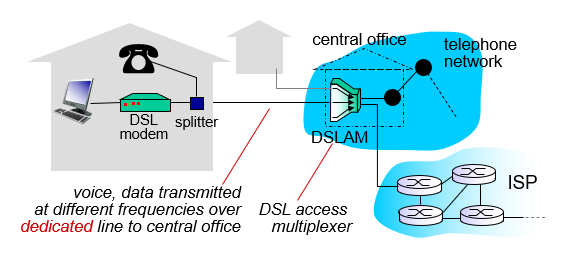 central office
telephone
network
DSL
modem
splitter
DSLAM
voice, data transmitted
at different frequencies over
dedicated line to central office
DSL access
multiplexer
ISP